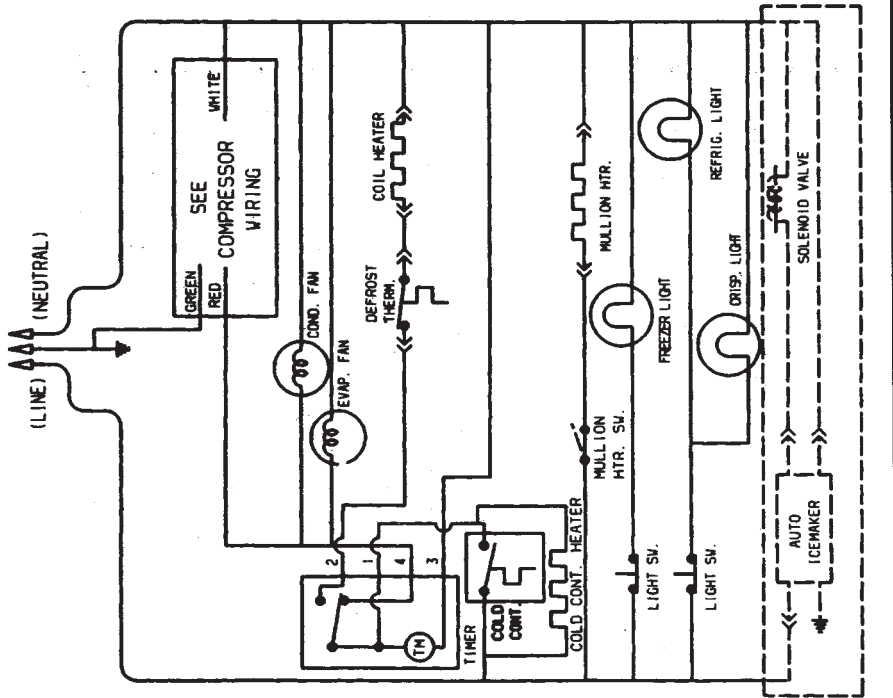 (LINE)
(NEUTRAL)
GREEN
RED
WHITE
SEE
COMPRESSOR
WIRING
COND. FAN
EVAP. FAN
DEFROST
THERM.
COIL HEATER
2
1
4
3
TM
TIMER
COLD
CONT.
COLD CONT. HEATER
MULLION
HTR. SW.
MULLION HTR.
LIGHT SW.
FREEZER LIGHT
LIGHT SW.
REFRIG. LIGHT
CRISP. LIGHT
AUTO
ICEMAKER
SOLENOID VALVE